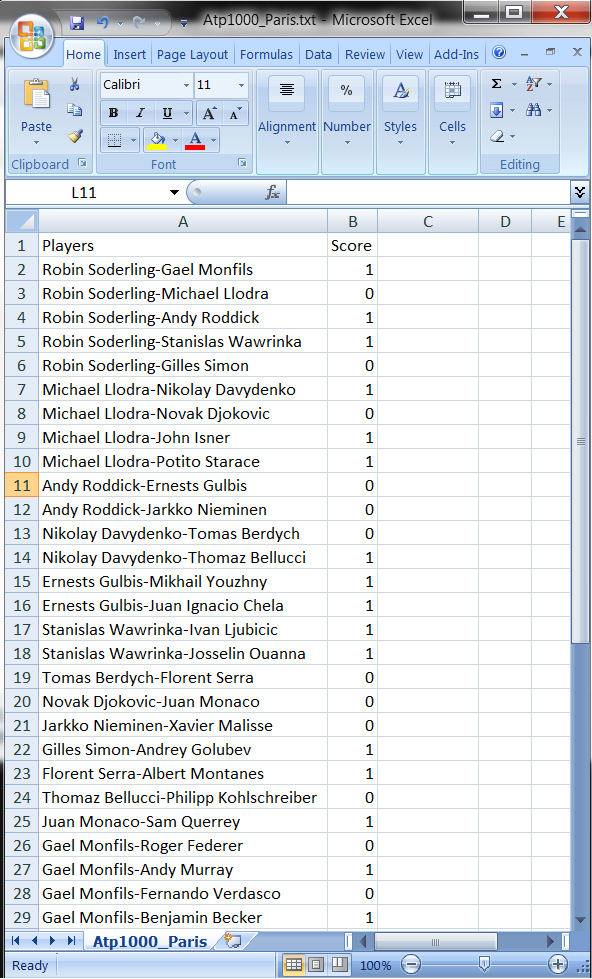 Atp1000_Paris.txt - Microsoft Excel
Home Insert Page Layout Formulas Data Review View Add-Ins
Calibri 11
Paste B I U A A Alignment Number Styles Cells Σ
% A A
Clipboard Font Editing
L11 fx
A B C D E
1 Players Score
2 Robin Soderling-Gael Monfils 1
3 Robin Soderling-Michael Llodra 0
4 Robin Soderling-Andy Roddick 1
5 Robin Soderling-Stanislas Wawrinka 1
6 Robin Soderling-Gilles Simon 0
7 Michael Llodra-Nikolay Davydenko 1
8 Michael Llodra-Novak Djokovic 0
9 Michael Llodra-John Isner 1
10 Michael Llodra-Potito Starace 1
11 Andy Roddick-Ernests Gulbis 0
12 Andy Roddick-Jarkko Nieminen 0
13 Nikolay Davydenko-Tomas Berdych 0
14 Nikolay Davydenko-Thomaz Bellucci 1
15 Ernests Gulbis-Mikhail Youzhny 1
16 Ernests Gulbis-Juan Ignacio Chela 1
17 Stanislas Wawrinka-Ivan Ljubicic 1
18 Stanislas Wawrinka-Josselin Ouanna 1
19 Tomas Berdych-Florent Serra 0
20 Novak Djokovic-Juan Monaco 0
21 Jarkko Nieminen-Xavier Malisse 0
22 Gilles Simon-Andrey Golubev 1
23 Florent Serra-Albert Montanes 1
24 Thomaz Bellucci-Philipp Kohlschreiber 0
25 Juan Monaco-Sam Querrey 1
26 Gael Monfils-Roger Federer 0
27 Gael Monfils-Andy Murray 1
28 Gael Monfils-Fernando Verdasco 0
29 Gael Monfils-Benjamin Becker 1
Atp1000_Paris
Ready 100%